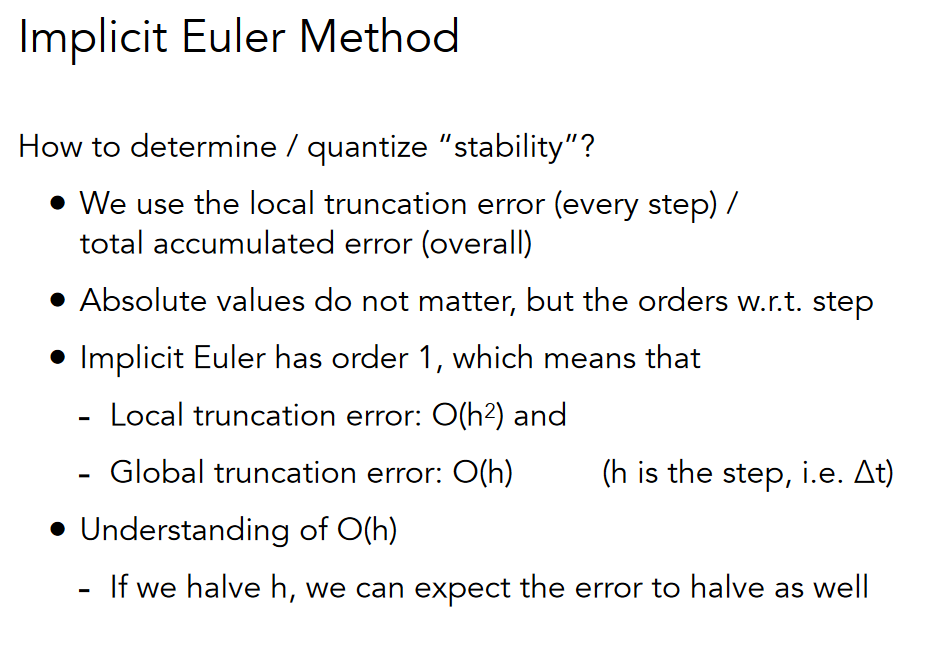 Implicit Euler Method
How to determine / quantize “stability”?
• We use the local truncation error (every step) /
total accumulated error (overall)
• Absolute values do not matter, but the orders w.r.t. step
• Implicit Euler has order 1, which means that
- Local truncation error: O(h²) and
- Global truncation error: O(h) (h is the step, i.e. Δt)
• Understanding of O(h)
- If we halve h, we can expect the error to halve as well